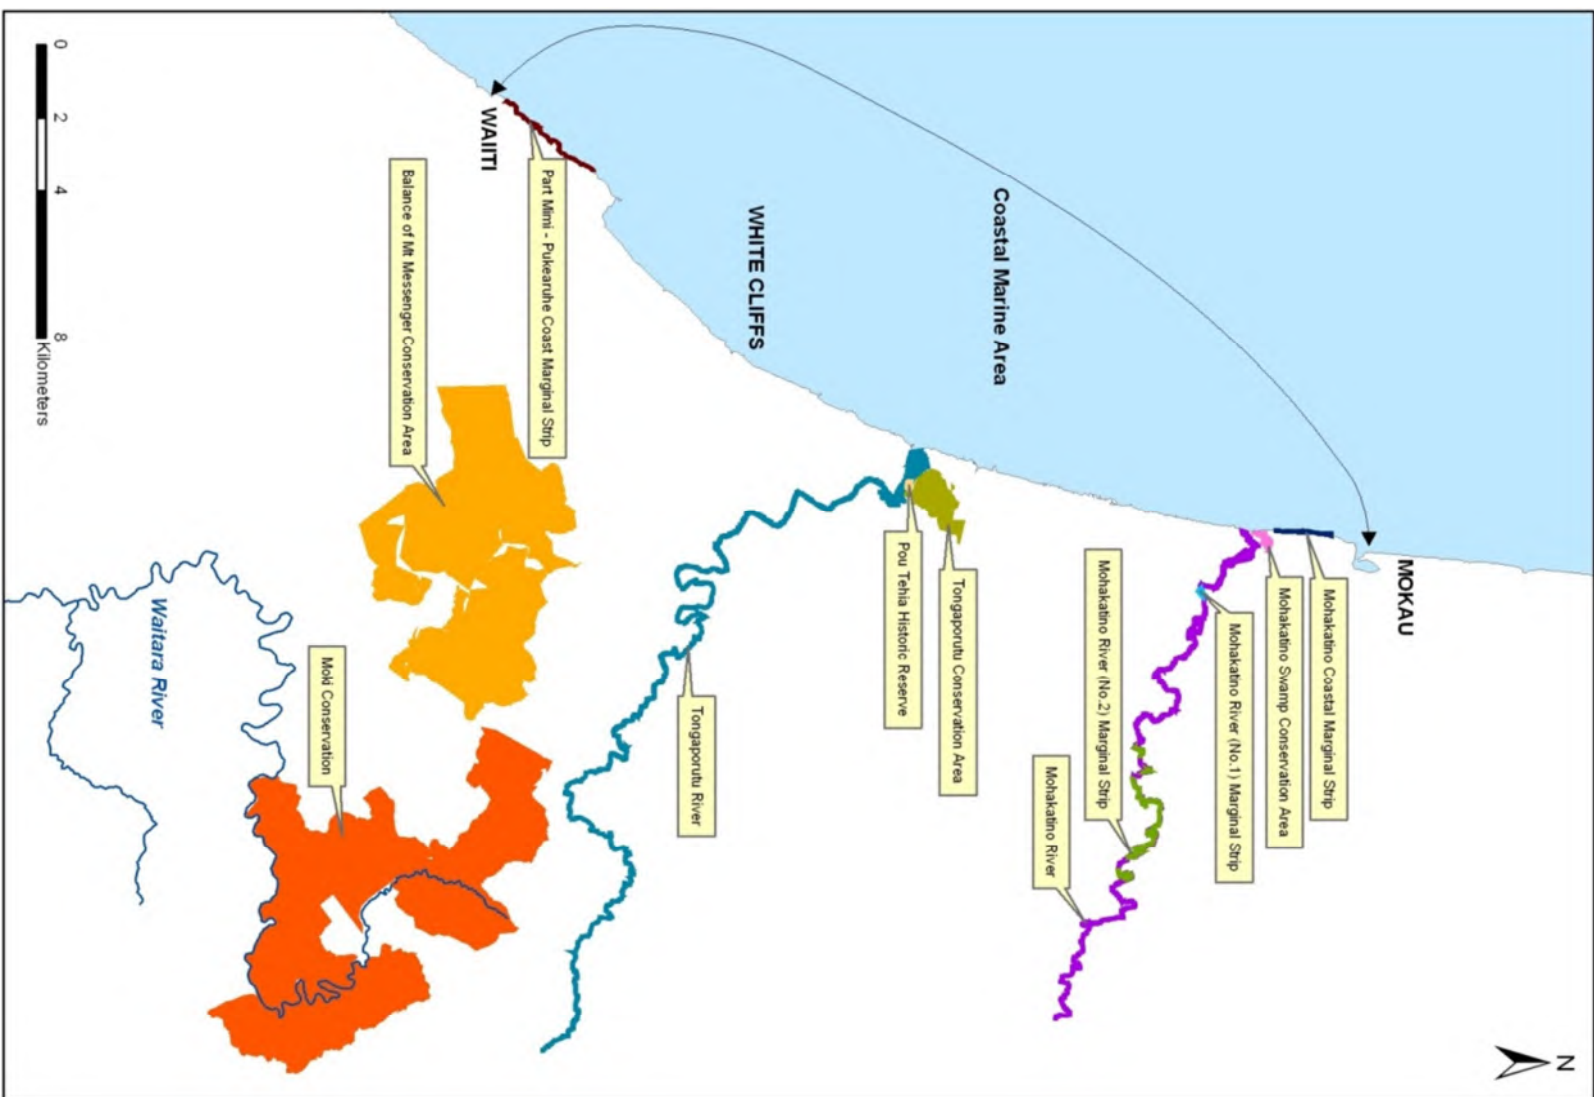 N
MOKAU
Mohakatino Coastal Marginal Strip
Mohakatino Swamp Conservation Area
Mohakatino River (No.1) Marginal Strip
Mohakatino River (No.2) Marginal Strip
Mohakatino River
Coastal Marine Area
Tongaporutu Conservation Area
Pou Tehia Historic Reserve
WHITE CLIFFS
Tongaporutu River
Part Mimi - Pukearuhe Coast Marginal Strip
WAIITI
Balance of Mt Messenger Conservation Area
Moki Conservation
Waitara River
0 2 4 8
Kilometers